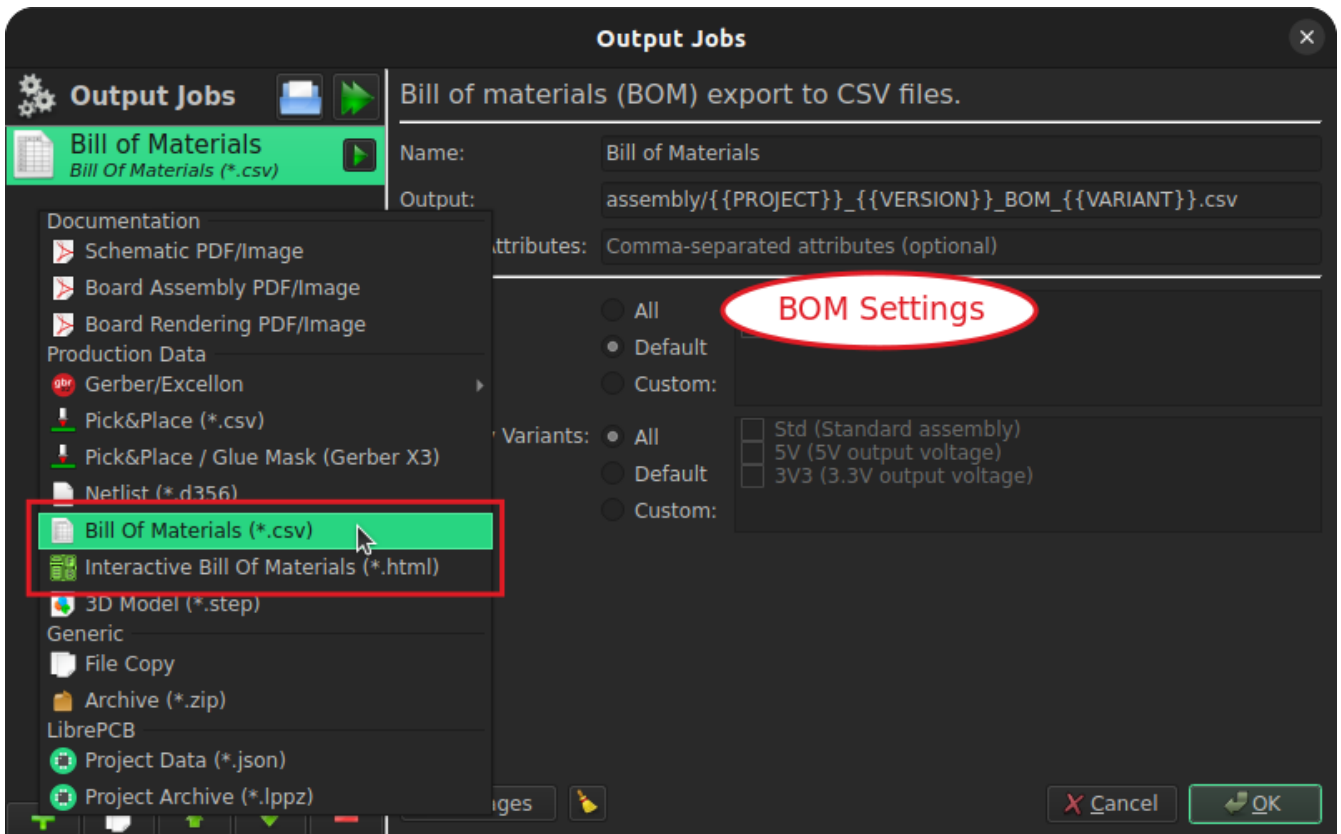 Output Jobs
Output Jobs
Bill of materials (BOM) export to CSV files.
Bill of Materials
Bill Of Materials (*.csv)
Name:
Bill of Materials
Output:
assembly/{{PROJECT}}_{{VERSION}}_BOM_{{VARIANT}}.csv
Attributes:
Comma-separated attributes (optional)
Documentation
Schematic PDF/Image
Board Assembly PDF/Image
Board Rendering PDF/Image
Production Data
gbr
Gerber/Excellon
Pick&Place (*.csv)
Pick&Place / Glue Mask (Gerber X3)
Netlist (*.d356)
Bill Of Materials (*.csv)
Interactive Bill Of Materials (*.html)
3D Model (*.step)
Generic
File Copy
Archive (*.zip)
LibrePCB
Project Data (*.json)
Project Archive (*.lppz)
All
Default
Custom:
BOM Settings
Variants:
All
Default
Custom:
Std (Standard assembly)
5V (5V output voltage)
3V3 (3.3V output voltage)
Cancel
OK